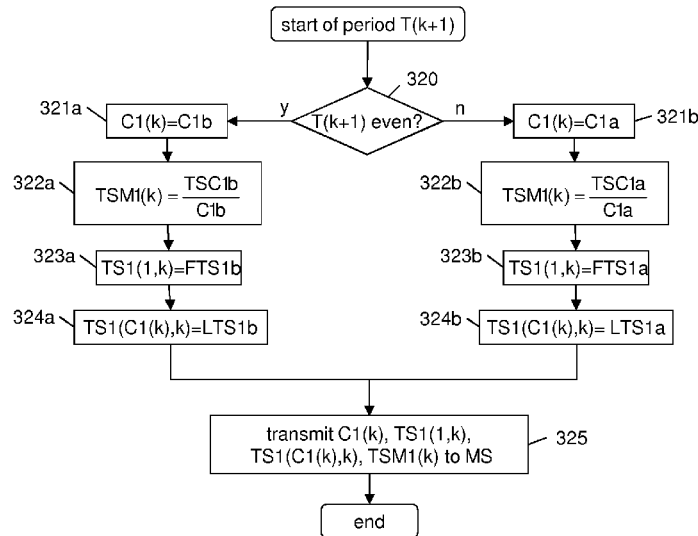 start of period T(k+1)
320
321a
y
n
321b
C1(k)=C1b
T(k+1) even?
C1(k)=C1a
322a
TSM1(k) = TSC1b / C1b
322b
TSM1(k) = TSC1a / C1a
323a
TS1(1,k)=FTS1b
323b
TS1(1,k)=FTS1a
324a
TS1(C1(k),k)=LTS1b
324b
TS1(C1(k),k)= LTS1a
transmit C1(k), TS1(1,k),
TS1(C1(k),k), TSM1(k) to MS
325
end